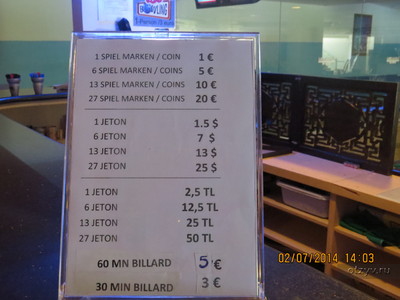 BOWLING
1 SPIEL MARKEN / COIN 1 €
6 SPIEL MARKEN / COINS 5 €
13 SPIEL MARKEN / COINS 10 €
27 SPIEL MARKEN / COINS 20 €
1 JETON 1.5 $
6 JETON 7 $
13 JETON 13 $
27 JETON 25 $
1 JETON 2,5 TL
6 JETON 12,5 TL
13 JETON 25 TL
27 JETON 50 TL
60 MN BILLARD 5 €
30 MIN BILLARD 3 €
02/07/2014 14:03
otzyv.ru